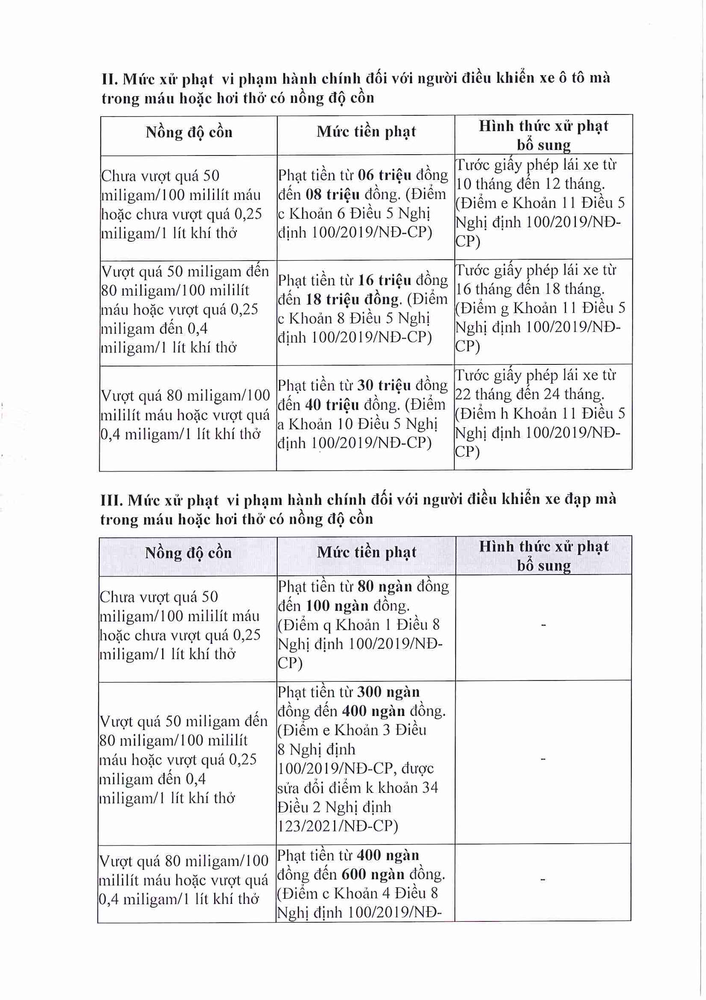 II. Mức xử phạt vi phạm hành chính đối với người điều khiển xe ô tô mà
trong máu hoặc hơi thở có nồng độ cồn
Nồng độ cồn
Mức tiền phạt
Hình thức xử phạt
bổ sung
Chưa vượt quá 50
miligam/100 mililít máu
hoặc chưa vượt quá 0,25
miligam/1 lít khí thở
Phạt tiền từ 06 triệu đồng
đến 08 triệu đồng. (Điểm
c Khoản 6 Điều 5 Nghị
định 100/2019/NĐ-CP)
Tước giấy phép lái xe từ
10 tháng đến 12 tháng.
(Điểm e Khoản 11 Điều 5
Nghị định 100/2019/NĐ-
CP)
Vượt quá 50 miligam đến
80 miligam/100 mililít
máu hoặc vượt quá 0,25
miligam đến 0,4
miligam/1 lít khí thở
Phạt tiền từ 16 triệu đồng
đến 18 triệu đồng. (Điểm
c Khoản 8 Điều 5 Nghị
định 100/2019/NĐ-CP)
Tước giấy phép lái xe từ
16 tháng đến 18 tháng.
(Điểm g Khoản 11 Điều 5
Nghị định 100/2019/NĐ-
CP)
Vượt quá 80 miligam/100
mililít máu hoặc vượt quá
0,4 miligam/1 lít khí thở
Phạt tiền từ 30 triệu đồng
đến 40 triệu đồng. (Điểm
a Khoản 10 Điều 5 Nghị
định 100/2019/NĐ-CP)
Tước giấy phép lái xe từ
22 tháng đến 24 tháng.
(Điểm h Khoản 11 Điều 5
Nghị định 100/2019/NĐ-
CP)
III. Mức xử phạt vi phạm hành chính đối với người điều khiển xe đạp mà
trong máu hoặc hơi thở có nồng độ cồn
Nồng độ cồn
Mức tiền phạt
Hình thức xử phạt
bổ sung
Chưa vượt quá 50
miligam/100 mililít máu
hoặc chưa vượt quá 0,25
miligam/1 lít khí thở
Phạt tiền từ 80 ngàn đồng
đến 100 ngàn đồng.
(Điểm q Khoản 1 Điều 8
Nghị định 100/2019/NĐ-
CP)
-
Vượt quá 50 miligam đến
80 miligam/100 mililít
máu hoặc vượt quá 0,25
miligam đến 0,4
miligam/1 lít khí thở
Phạt tiền từ 300 ngàn
đồng đến 400 ngàn đồng.
(Điểm e Khoản 3 Điều
8 Nghị định
100/2019/NĐ-CP, được
sửa đổi điểm k khoản 34
Điều 2 Nghị định
123/2021/NĐ-CP)
-
Vượt quá 80 miligam/100
mililít máu hoặc vượt quá
0,4 miligam/1 lít khí thở
Phạt tiền từ 400 ngàn
đồng đến 600 ngàn đồng.
(Điểm c Khoản 4 Điều 8
Nghị định 100/2019/NĐ-
-